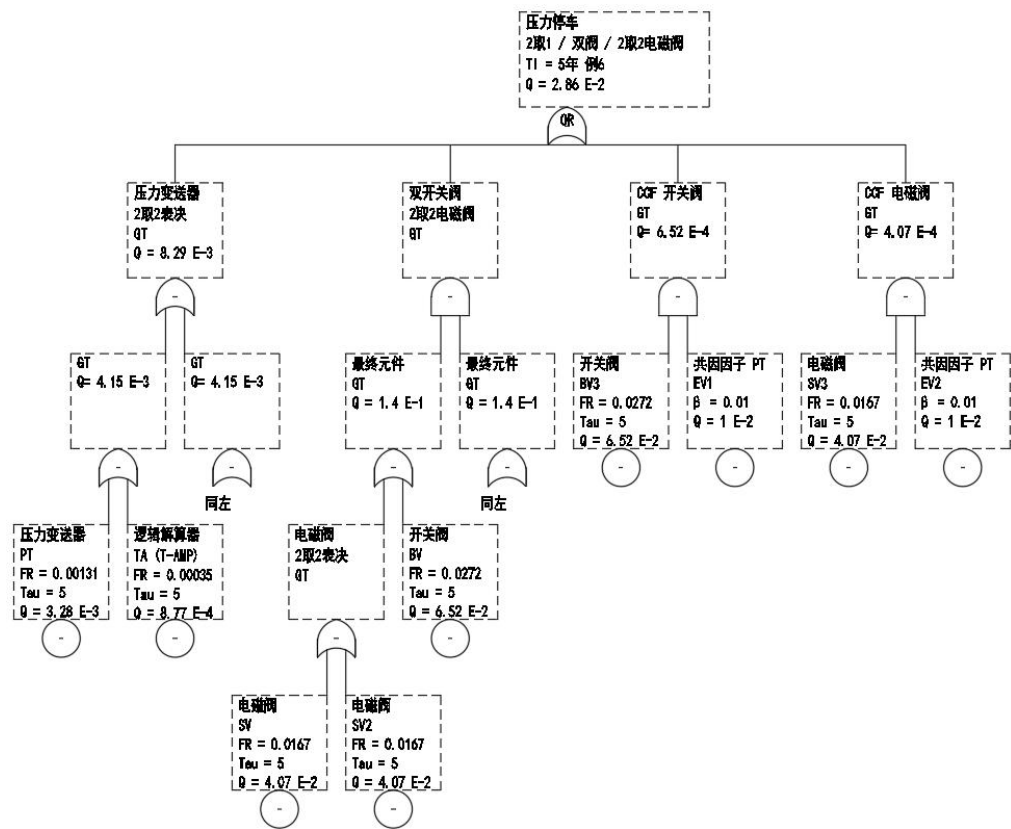 压力停车
2取1 / 双阀 / 2取2电磁阀
TI = 5年 例6
Q = 2.86 E-2
OR
压力变送器
2取2表决
GT
Q = 8.29 E-3
双开关阀
2取2电磁阀
GT
CCF 开关阀
GT
Q= 6.52 E-4
CCF 电磁阀
GT
Q= 4.07 E-4
GT
Q= 4.15 E-3
GT
Q= 4.15 E-3
最终元件
GT
Q = 1.4 E-1
最终元件
GT
Q = 1.4 E-1
开关阀
BV3
FR = 0.0272
Tau = 5
Q = 6.52 E-2
共因因子 PT
EV1
β = 0.01
Q = 1 E-2
电磁阀
SV3
FR = 0.0167
Tau = 5
Q = 4.07 E-2
共因因子 PT
EV2
β = 0.01
Q = 1 E-2
同左
同左
压力变送器
PT
FR = 0.00131
Tau = 5
Q = 3.28 E-3
逻辑解算器
TA (T-AMP)
FR = 0.00035
Tau = 5
Q = 8.77 E-4
电磁阀
2取2表决
GT
开关阀
BV
FR = 0.0272
Tau = 5
Q = 6.52 E-2
电磁阀
SV
FR = 0.0167
Tau = 5
Q = 4.07 E-2
电磁阀
SV2
FR = 0.0167
Tau = 5
Q = 4.07 E-2